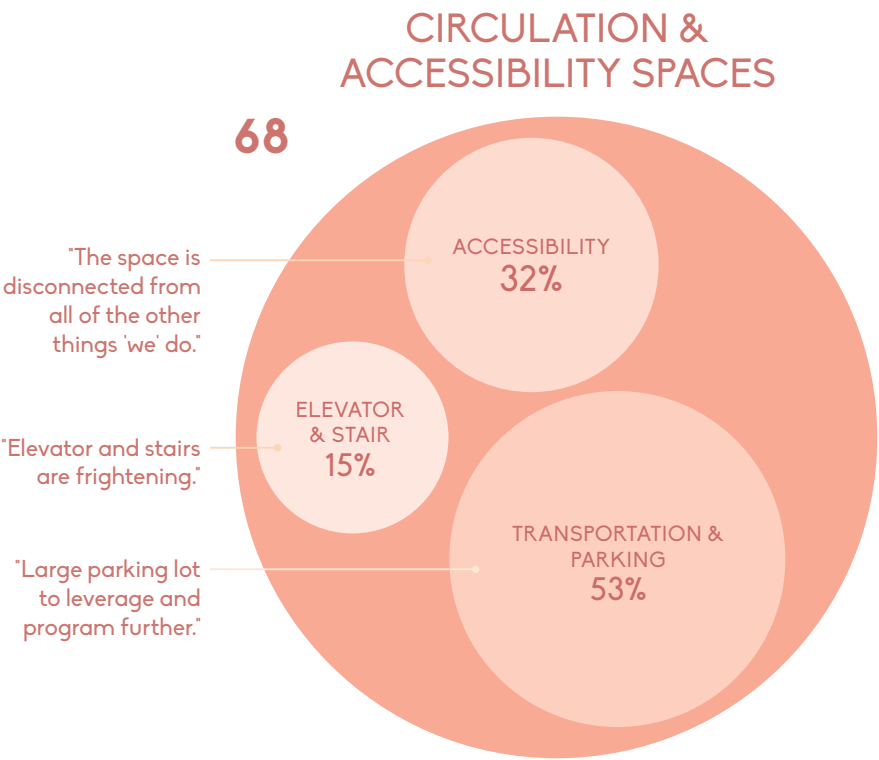 CIRCULATION &
ACCESSIBILITY SPACES
68
"The space is
disconnected from
all of the other
things 'we' do."
ACCESSIBILITY
32%
"Elevator and stairs
are frightening."
ELEVATOR
& STAIR
15%
"Large parking lot
to leverage and
program further."
TRANSPORTATION &
PARKING
53%